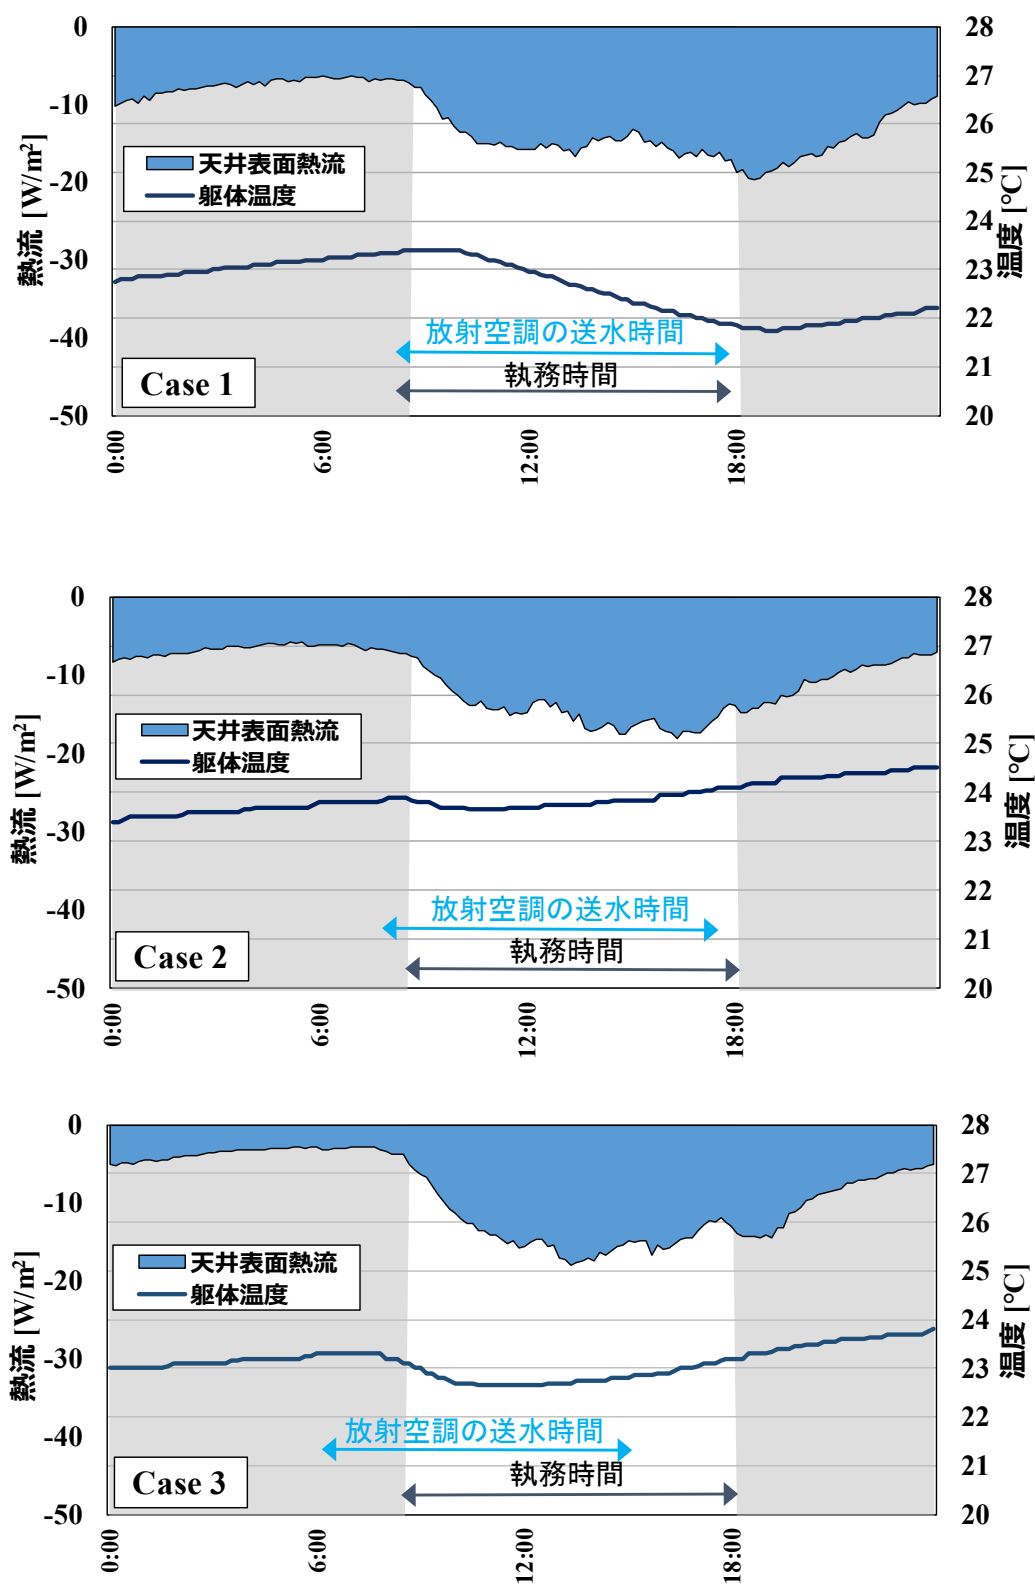 0
28
-10
27
26
-20
25
24
-30
23
22
-40
21
-50
20
熱流 [W/m²]
温度 [℃]
天井表面熱流
躯体温度
放射空調の送水時間
執務時間
Case 1
0:00
6:00
12:00
18:00
0
28
-10
27
26
-20
25
24
-30
23
22
-40
21
-50
20
熱流 [W/m²]
温度 [℃]
天井表面熱流
躯体温度
放射空調の送水時間
執務時間
Case 2
0:00
6:00
12:00
18:00
0
28
-10
27
26
-20
25
24
-30
23
22
-40
21
-50
20
熱流 [W/m²]
温度 [℃]
天井表面熱流
躯体温度
放射空調の送水時間
執務時間
Case 3
0:00
6:00
12:00
18:00